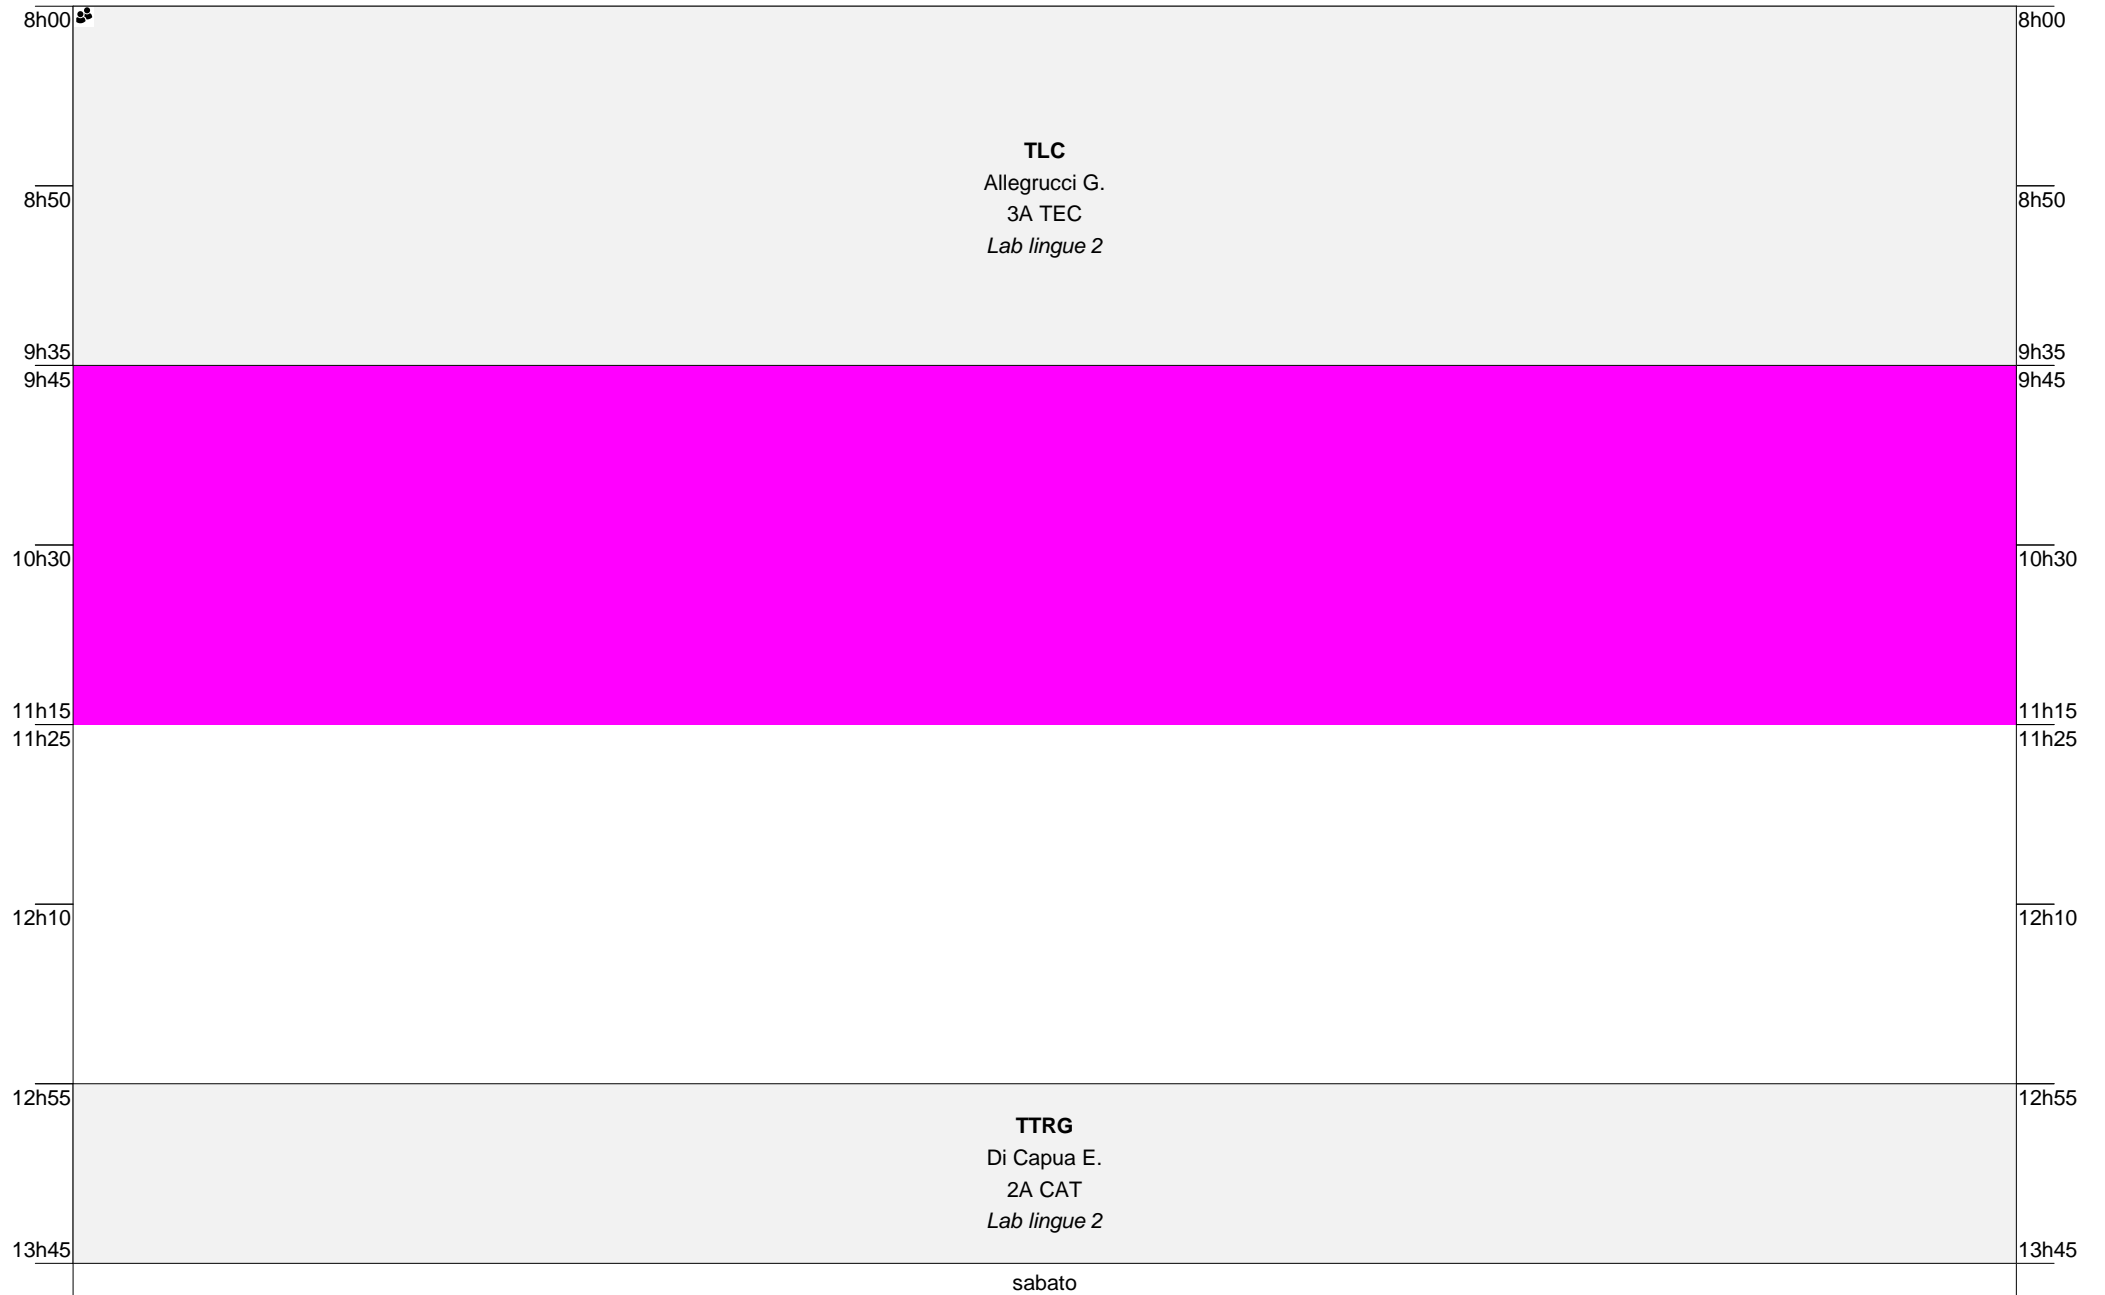 8h00
8h00
TLC
Allegrucci G.
8h50
8h50
3A TEC
Lab lingue 2
9h35
9h35
9h45
9h45
10h30
10h30
11h15
11h15
11h25
11h25
12h10
12h10
12h55
12h55
TTRG
Di Capua E.
2A CAT
Lab lingue 2
13h45
13h45
sabato